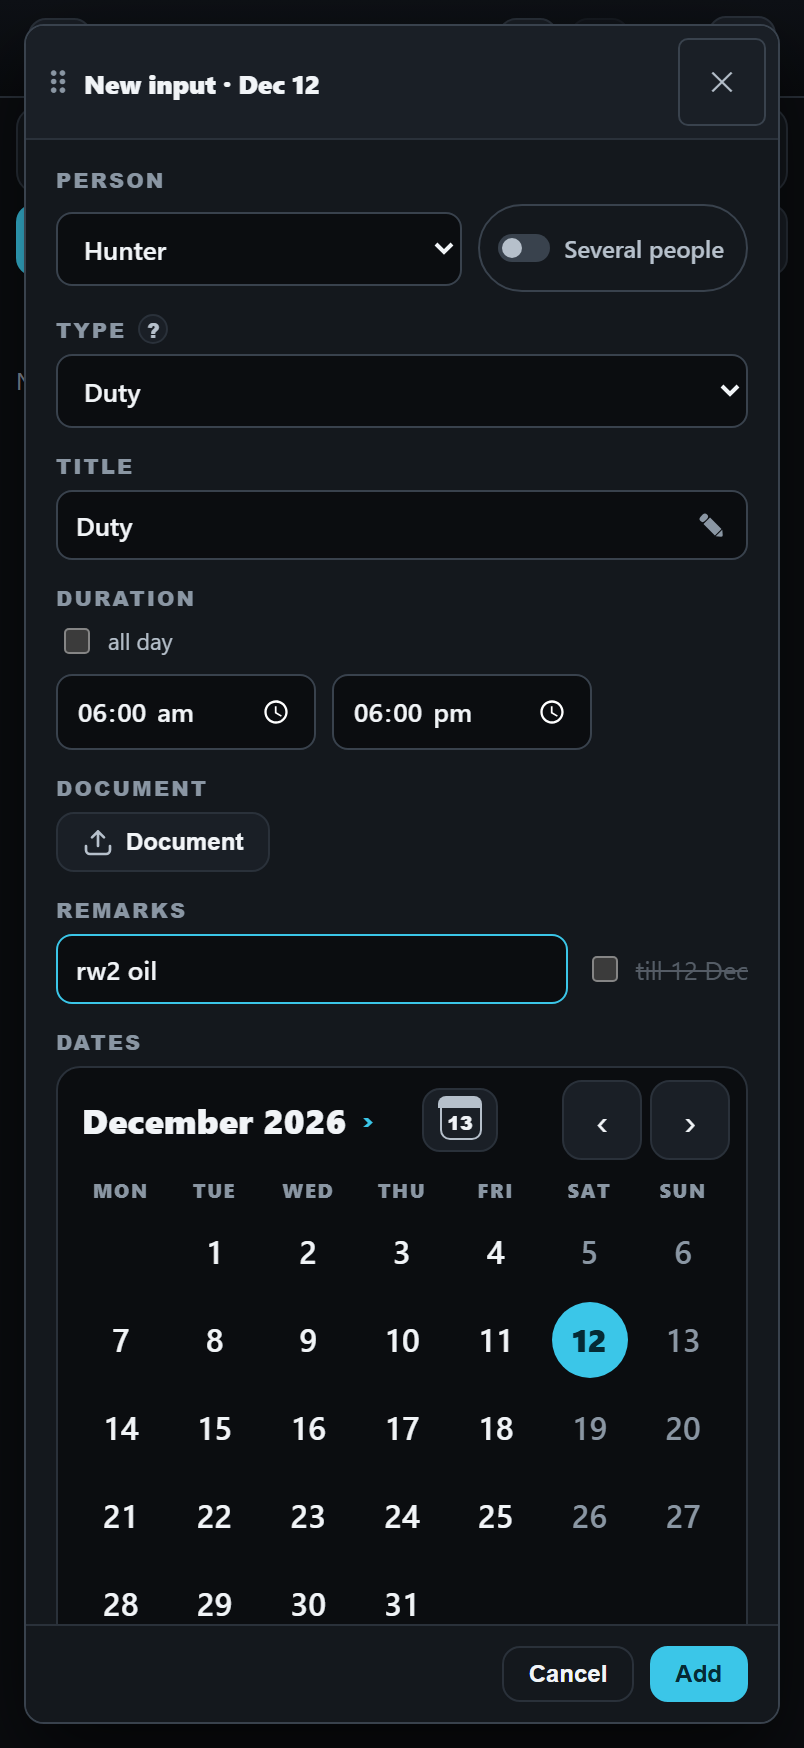 New input · Dec 12
PERSON
Hunter
Several people
TYPE ?
Duty
TITLE
Duty
DURATION
all day
06:00 am 06:00 pm
DOCUMENT
Document
REMARKS
rw2 oil
till 12 Dec
DATES
December 2026 ›
13
‹ ›
MON TUE WED THU FRI SAT SUN
1 2 3 4 5 6
7 8 9 10 11 12 13
14 15 16 17 18 19 20
21 22 23 24 25 26 27
28 29 30 31
Cancel Add